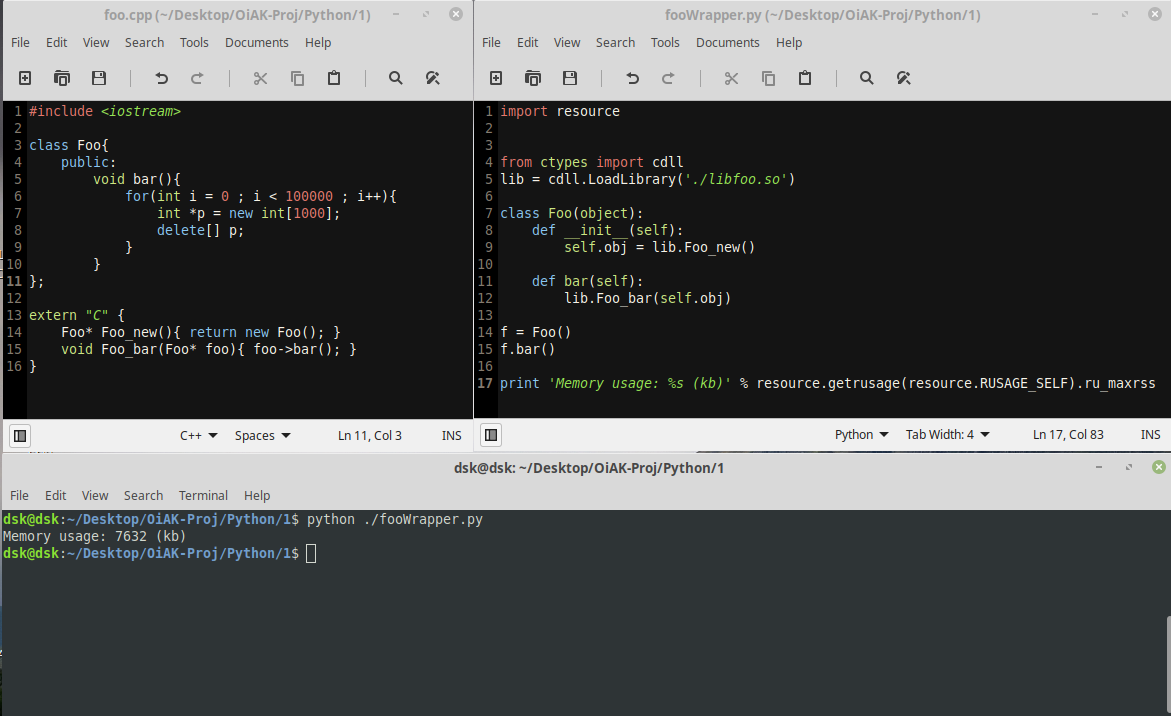 foo.cpp (~/Desktop/OiAK-Proj/Python/1)
File Edit View Search Tools Documents Help
1 #include <iostream>
2
3 class Foo{
4     public:
5         void bar(){
6             for(int i = 0 ; i < 100000 ; i++){
7                 int *p = new int[1000];
8                 delete[] p;
9             }
10         }
11 };
12
13 extern "C" {
14     Foo* Foo_new(){ return new Foo(); }
15     void Foo_bar(Foo* foo){ foo->bar(); }
16 }
C++ Spaces Ln 11, Col 3 INS
fooWrapper.py (~/Desktop/OiAK-Proj/Python/1)
File Edit View Search Tools Documents Help
1 import resource
2
3
4 from ctypes import cdll
5 lib = cdll.LoadLibrary('./libfoo.so')
6
7 class Foo(object):
8     def __init__(self):
9         self.obj = lib.Foo_new()
10
11     def bar(self):
12         lib.Foo_bar(self.obj)
13
14 f = Foo()
15 f.bar()
16
17 print 'Memory usage: %s (kb)' % resource.getrusage(resource.RUSAGE_SELF).ru_maxrss
Python Tab Width: 4 Ln 17, Col 83 INS
dsk@dsk: ~/Desktop/OiAK-Proj/Python/1
File Edit View Search Terminal Help
dsk@dsk:~/Desktop/OiAK-Proj/Python/1$ python ./fooWrapper.py
Memory usage: 7632 (kb)
dsk@dsk:~/Desktop/OiAK-Proj/Python/1$